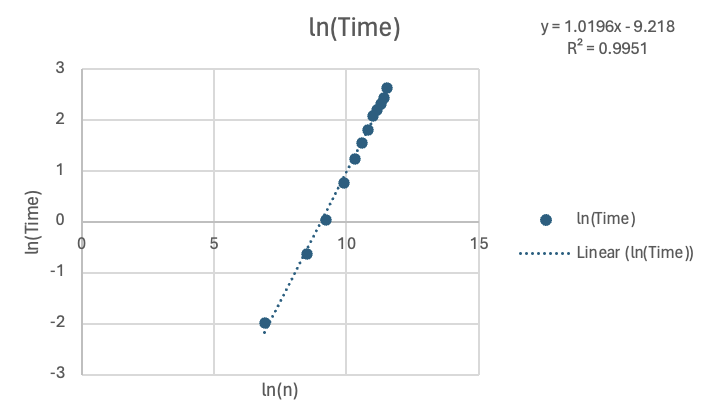 ln(Time)
y = 1.0196x - 9.218
R² = 0.9951
3
2
1
0
-1
-2
-3
0 5 10 15
ln(Time)
ln(n)
ln(Time)
Linear (ln(Time))